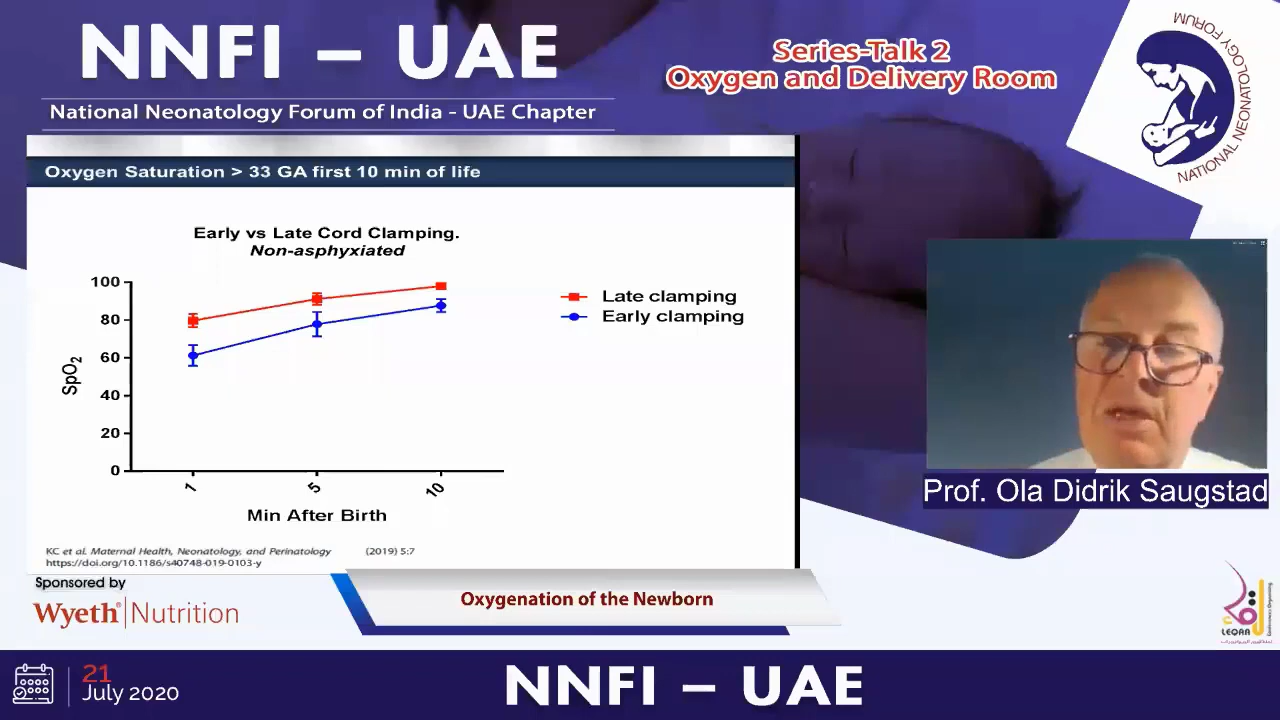 NNFI – UAE
National Neonatology Forum of India - UAE Chapter
Series-Talk 2
Oxygen and Delivery Room
NATIONAL NEONATOLOGY FORUM
Oxygen Saturation > 33 GA first 10 min of life
Early vs Late Cord Clamping.
Non-asphyxiated
100
80
60
40
20
0
SpO2
1
5
10
Min After Birth
Late clamping
Early clamping
KC et al. Maternal Health, Neonatology, and Perinatology (2019) 5:7
https://doi.org/10.1186/s40748-019-0103-y
Prof. Ola Didrik Saugstad
Sponsored by
Wyeth® Nutrition
Oxygenation of the Newborn
LEQAA
21
July 2020
NNFI – UAE